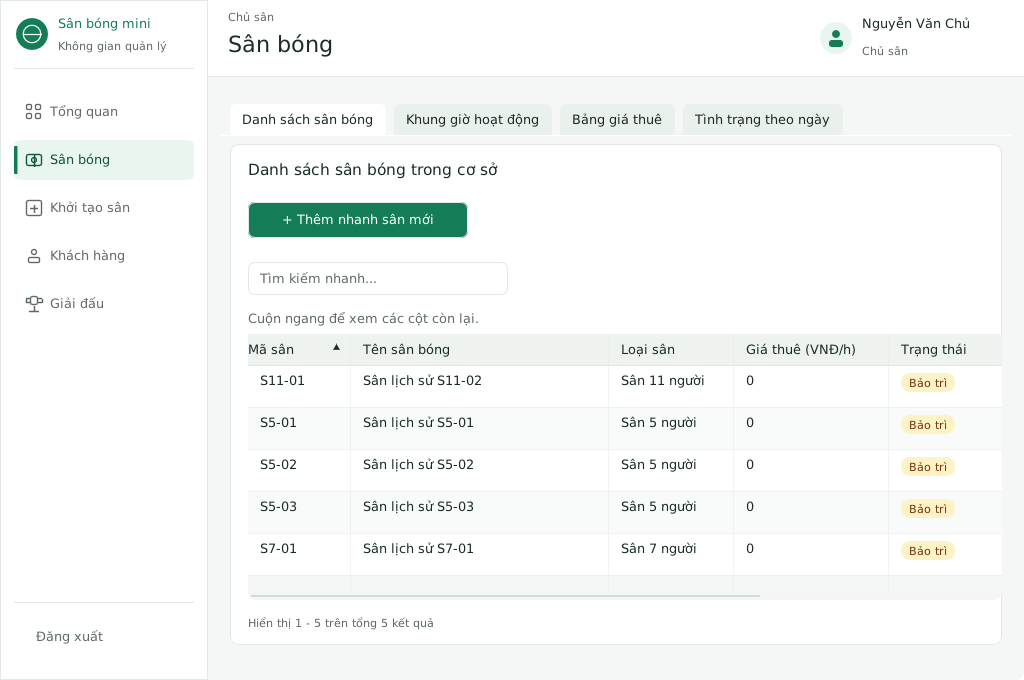 Sân bóng mini
Không gian quản lý
Tổng quan
Sân bóng
Khởi tạo sân
Khách hàng
Giải đấu
Đăng xuất
Chủ sân
Sân bóng
Nguyễn Văn Chủ
Chủ sân
Danh sách sân bóng Khung giờ hoạt động Bảng giá thuê Tình trạng theo ngày
Danh sách sân bóng trong cơ sở
+ Thêm nhanh sân mới
Tìm kiếm nhanh...
Cuộn ngang để xem các cột còn lại.
Mã sân ▲ Tên sân bóng Loại sân Giá thuê (VNĐ/h) Trạng thái
S11-01 Sân lịch sử S11-02 Sân 11 người 0 Bảo trì
S5-01 Sân lịch sử S5-01 Sân 5 người 0 Bảo trì
S5-02 Sân lịch sử S5-02 Sân 5 người 0 Bảo trì
S5-03 Sân lịch sử S5-03 Sân 5 người 0 Bảo trì
S7-01 Sân lịch sử S7-01 Sân 7 người 0 Bảo trì
Hiển thị 1 - 5 trên tổng 5 kết quả